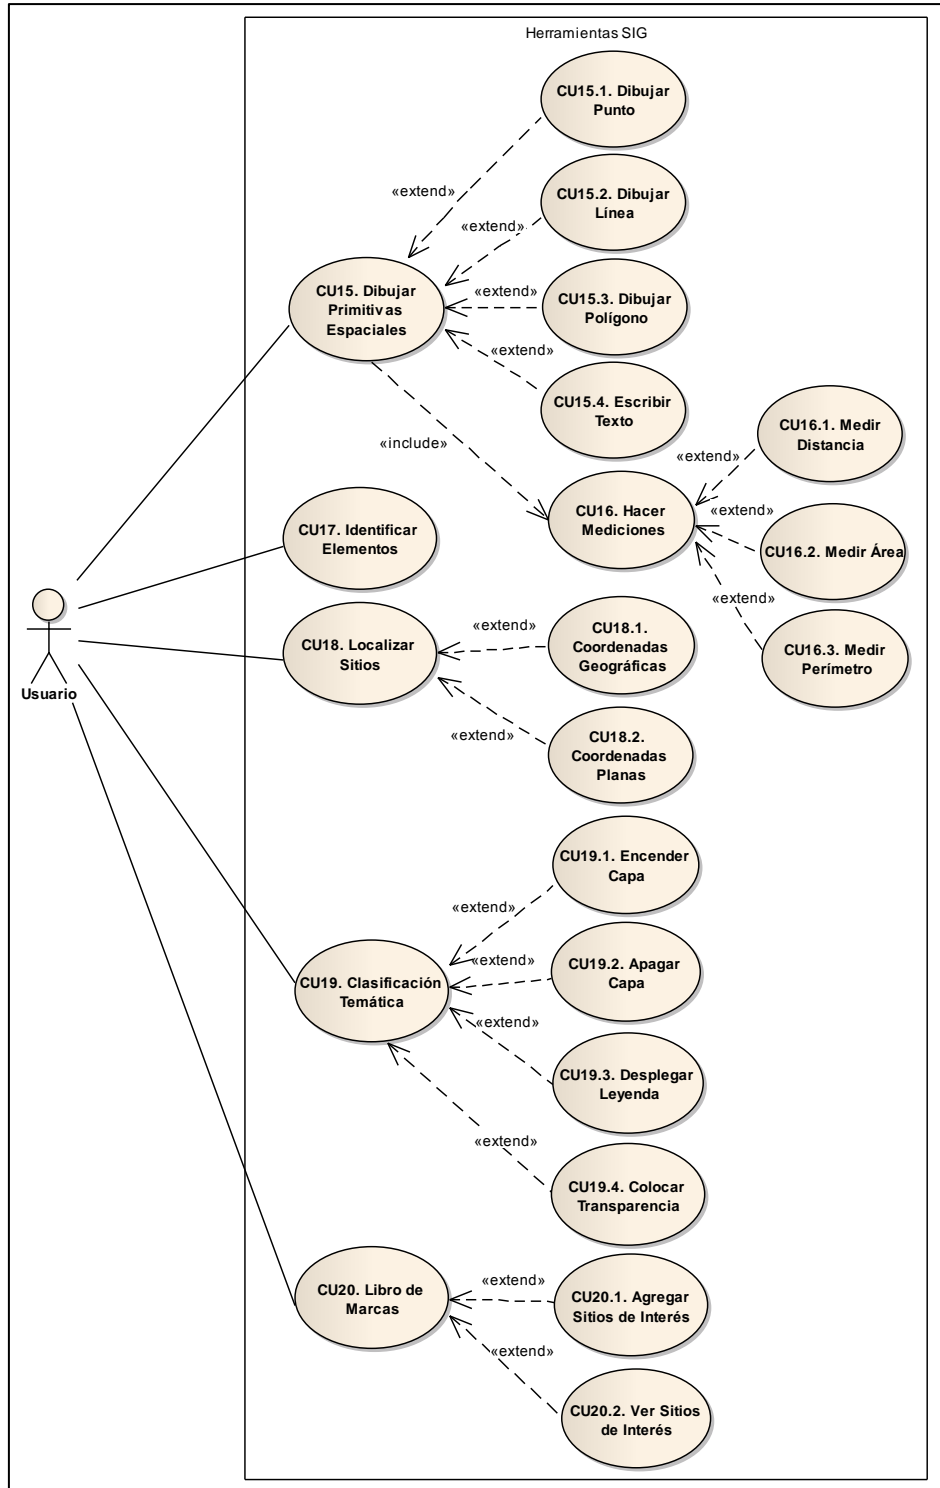 Herramientas SIG
CU15.1. Dibujar
Punto
«extend»
CU15.2. Dibujar
Línea
«extend»
CU15. Dibujar
Primitivas
Espaciales
«extend»
CU15.3. Dibujar
Polígono
«extend»
CU15.4. Escribir
Texto
«include»
CU16.1. Medir
Distancia
«extend»
CU16. Hacer
Mediciones
«extend»
CU16.2. Medir Área
«extend»
CU16.3. Medir
Perímetro
CU17. Identificar
Elementos
Usuario
CU18. Localizar
Sitios
«extend»
CU18.1.
Coordenadas
Geográficas
«extend»
CU18.2.
Coordenadas
Planas
CU19.1. Encender
Capa
«extend»
CU19. Clasificación
Temática
«extend»
CU19.2. Apagar
Capa
«extend»
CU19.3. Desplegar
Leyenda
«extend»
CU19.4. Colocar
Transparencia
CU20. Libro de
Marcas
«extend»
CU20.1. Agregar
Sitios de Interés
«extend»
CU20.2. Ver Sitios
de Interés